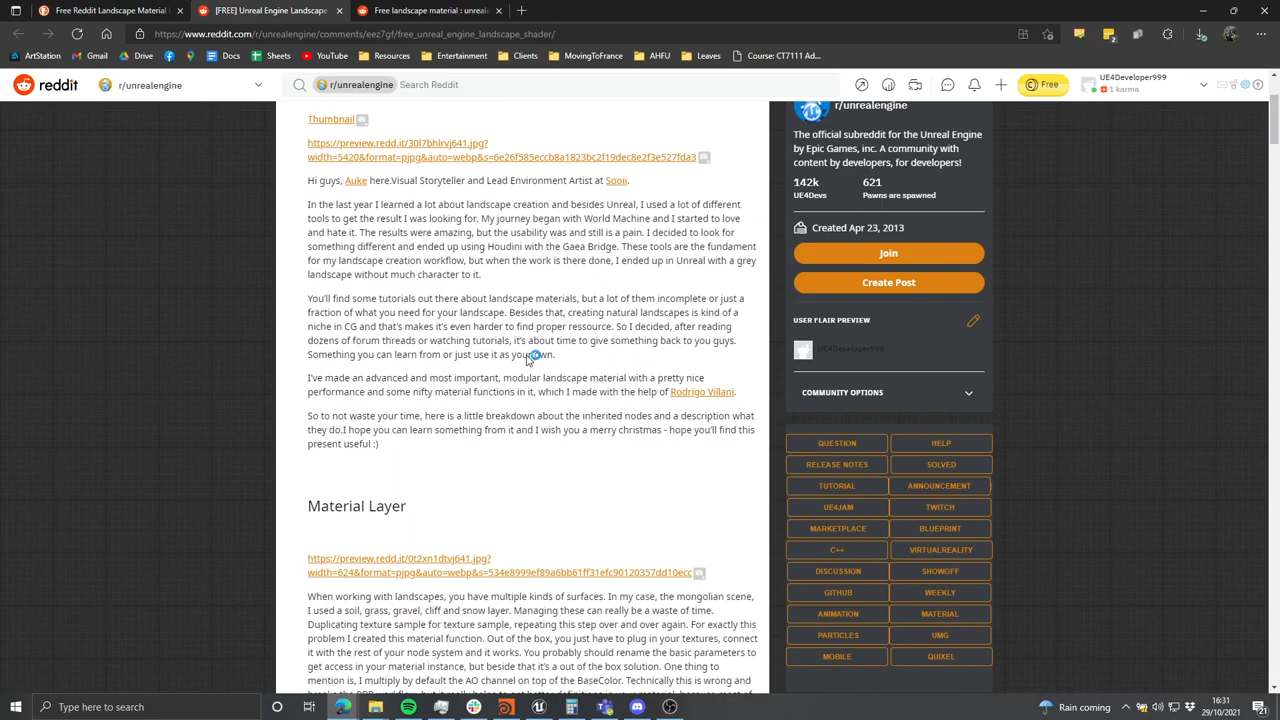 Free Reddit Landscape Material
[FREE] Unreal Engine Landscape
Free landscape material : unrealen
https://www.reddit.com/r/unrealengine/comments/eez7gf/free_unreal_engine_landscape_shader/
ArtStation
Gmail
Drive
Docs
Sheets
YouTube
Resources
Entertainment
Clients
MovingToFrance
AHFU
Leaves
Course: CT7111 Ad...
reddit
r/unrealengine
r/unrealengine
Search Reddit
Free
UE4Developer999
1 karma
Thumbnail
https://preview.redd.it/30l7bhlrvj641.jpg?
width=5420&format=pjpg&auto=webp&s=6e26f585eccb8a1823bc2f19dec8e2f3e527fda3
Hi guys, Auke here.Visual Storyteller and Lead Environment Artist at Sooii.
In the last year I learned a lot about landscape creation and besides Unreal, I used a lot of different
tools to get the result I was looking for. My journey began with World Machine and I started to love
and hate it. The results were amazing, but the usability was and still is a pain. I decided to look for
something different and ended up using Houdini with the Gaea Bridge. These tools are the fundament
for my landscape creation workflow, but when the work is there done, I ended up in Unreal with a grey
landscape without much character to it.
You'll find some tutorials out there about landscape materials, but a lot of them incomplete or just a
fraction of what you need for your landscape. Besides that, creating natural landscapes is kind of a
niche in CG and that's makes it's even harder to find proper ressource. So I decided, after reading
dozens of forum threads or watching tutorials, it's about time to give something back to you guys.
Something you can learn from or just use it as your own.
I've made an advanced and most important, modular landscape material with a pretty nice
performance and some nifty material functions in it, which I made with the help of Rodrigo Villani.
So to not waste your time, here is a little breakdown about the inherited nodes and a description what
they do.I hope you can learn something from it and I wish you a merry christmas - hope you'll find this
present useful :)
Material Layer
https://preview.redd.it/0t2xn1dtvj641.jpg?
width=624&format=pjpg&auto=webp&s=534e8999ef89a6bb61ff31efc90120357dd10ecc
When working with landscapes, you have multiple kinds of surfaces. In my case, the mongolian scene,
I used a soil, grass, gravel, cliff and snow layer. Managing these can really be a waste of time.
Duplicating texture sample for texture sample, repeating this step over and over again. For exactly this
problem I created this material function. Out of the box, you just have to plug in your textures, connect
it with the rest of your node system and it works. You probably should rename the basic parameters to
get access in your material instance, but beside that it's a out of the box solution. One thing to
mention is, I multiply by default the AO channel on top of the BaseColor. Technically this is wrong and
r/unrealengine
The official subreddit for the Unreal Engine
by Epic Games, inc. A community with
content by developers, for developers!
142k
621
UE4Devs
Pawns are spawned
Created Apr 23, 2013
Join
Create Post
USER FLAIR PREVIEW
UE4Developer999
COMMUNITY OPTIONS
QUESTION
HELP
RELEASE NOTES
SOLVED
TUTORIAL
ANNOUNCEMENT
UE4JAM
TWITCH
MARKETPLACE
BLUEPRINT
C++
VIRTUALREALITY
DISCUSSION
SHOWOFF
GITHUB
WEEKLY
ANIMATION
MATERIAL
PARTICLES
UMG
MOBILE
QUIXEL
Type here to search
Rain coming
16:31
29/10/2021